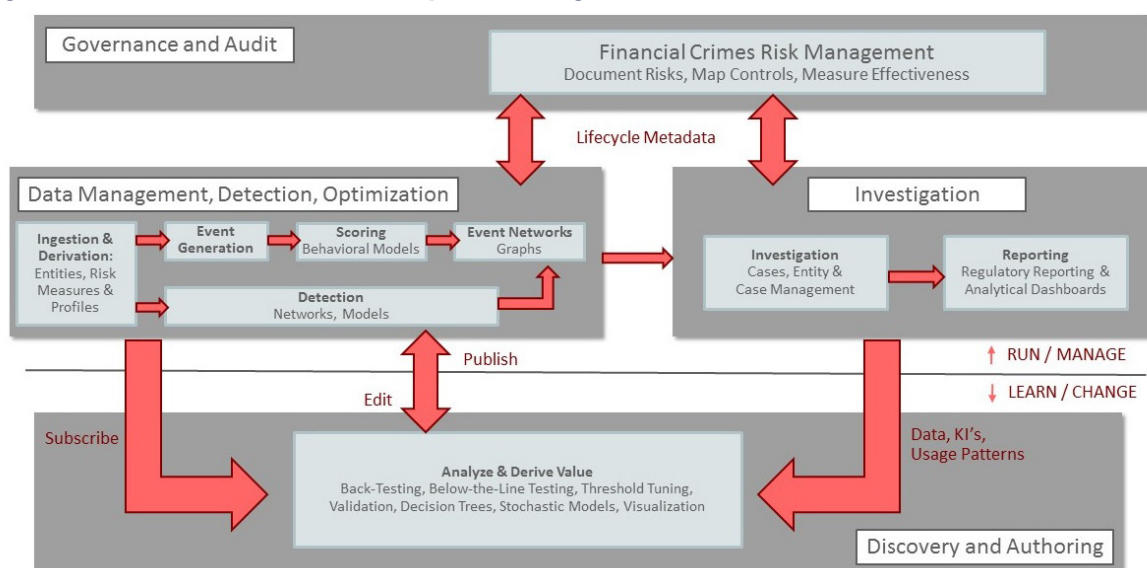 Governance and Audit
Financial Crimes Risk Management
Document Risks, Map Controls, Measure Effectiveness
Lifecycle Metadata
Data Management, Detection, Optimization
Ingestion &
Derivation:
Entities, Risk
Measures &
Profiles
Event
Generation
Scoring
Behavioral Models
Event Networks
Graphs
Detection
Networks, Models
Investigation
Investigation
Cases, Entity &
Case Management
Reporting
Regulatory Reporting &
Analytical Dashboards
Publish
Edit
RUN / MANAGE
LEARN / CHANGE
Subscribe
Data, KI's,
Usage Patterns
Analyze & Derive Value
Back-Testing, Below-the-Line Testing, Threshold Tuning,
Validation, Decision Trees, Stochastic Models, Visualization
Discovery and Authoring